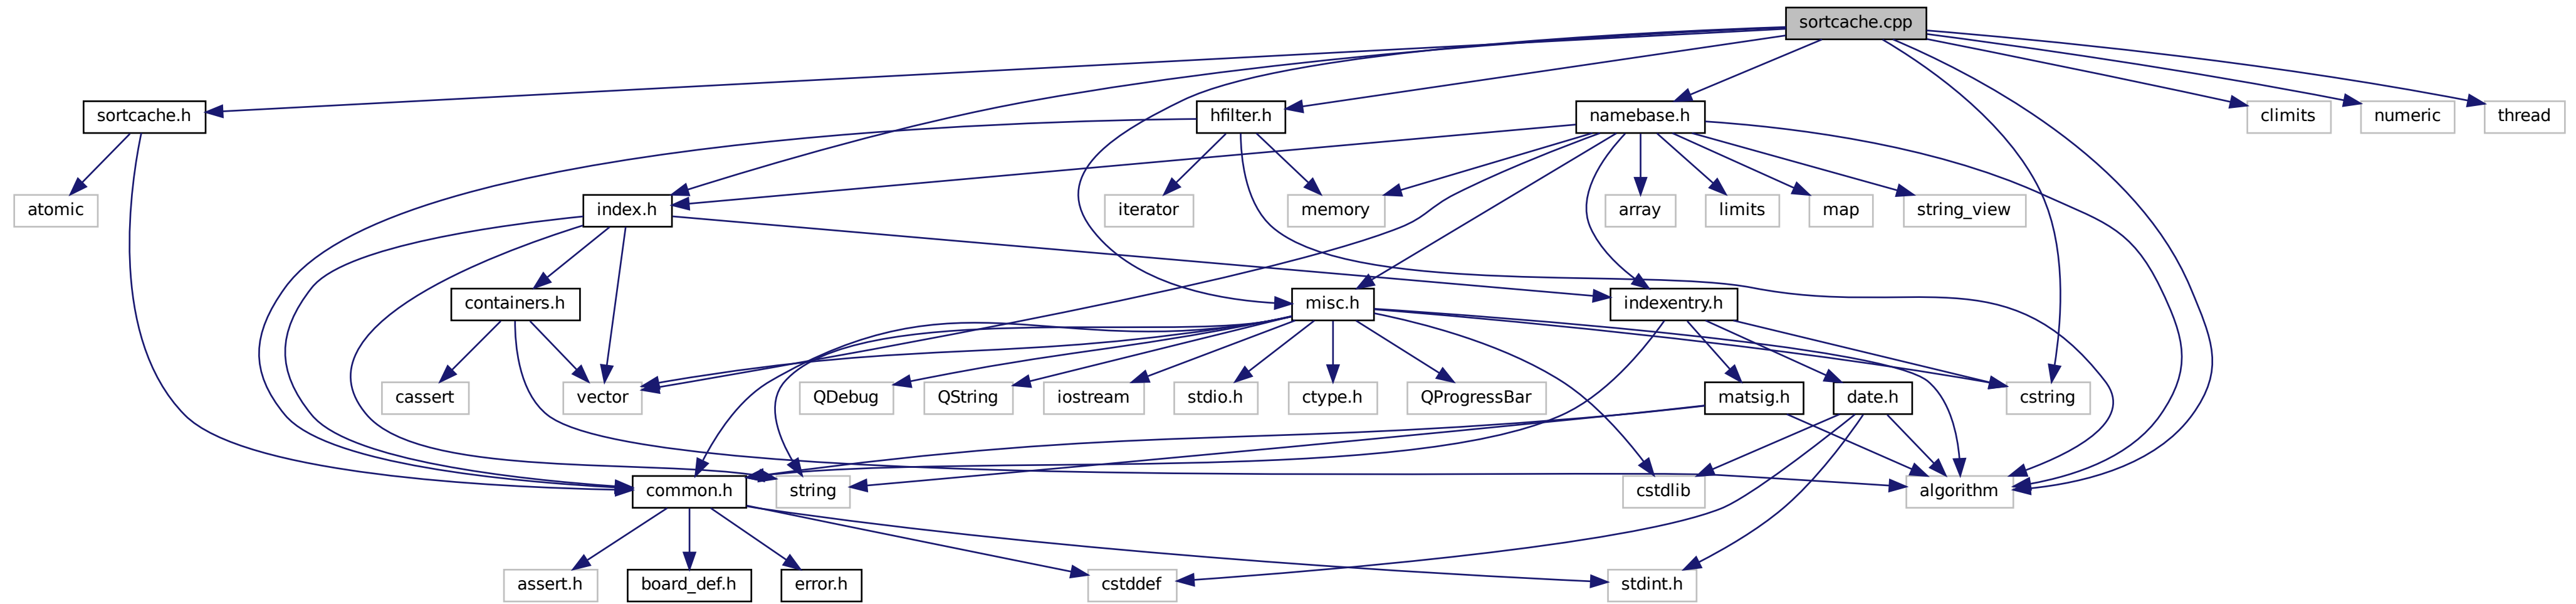 sortcache.cpp
sortcache.h
hfilter.h
namebase.h
climits
numeric
thread
atomic
index.h
iterator
memory
array
limits
map
string_view
containers.h
misc.h
indexentry.h
cassert
vector
QDebug
QString
iostream
stdio.h
ctype.h
QProgressBar
matsig.h
date.h
cstring
common.h
string
cstdlib
algorithm
assert.h
board_def.h
error.h
cstddef
stdint.h